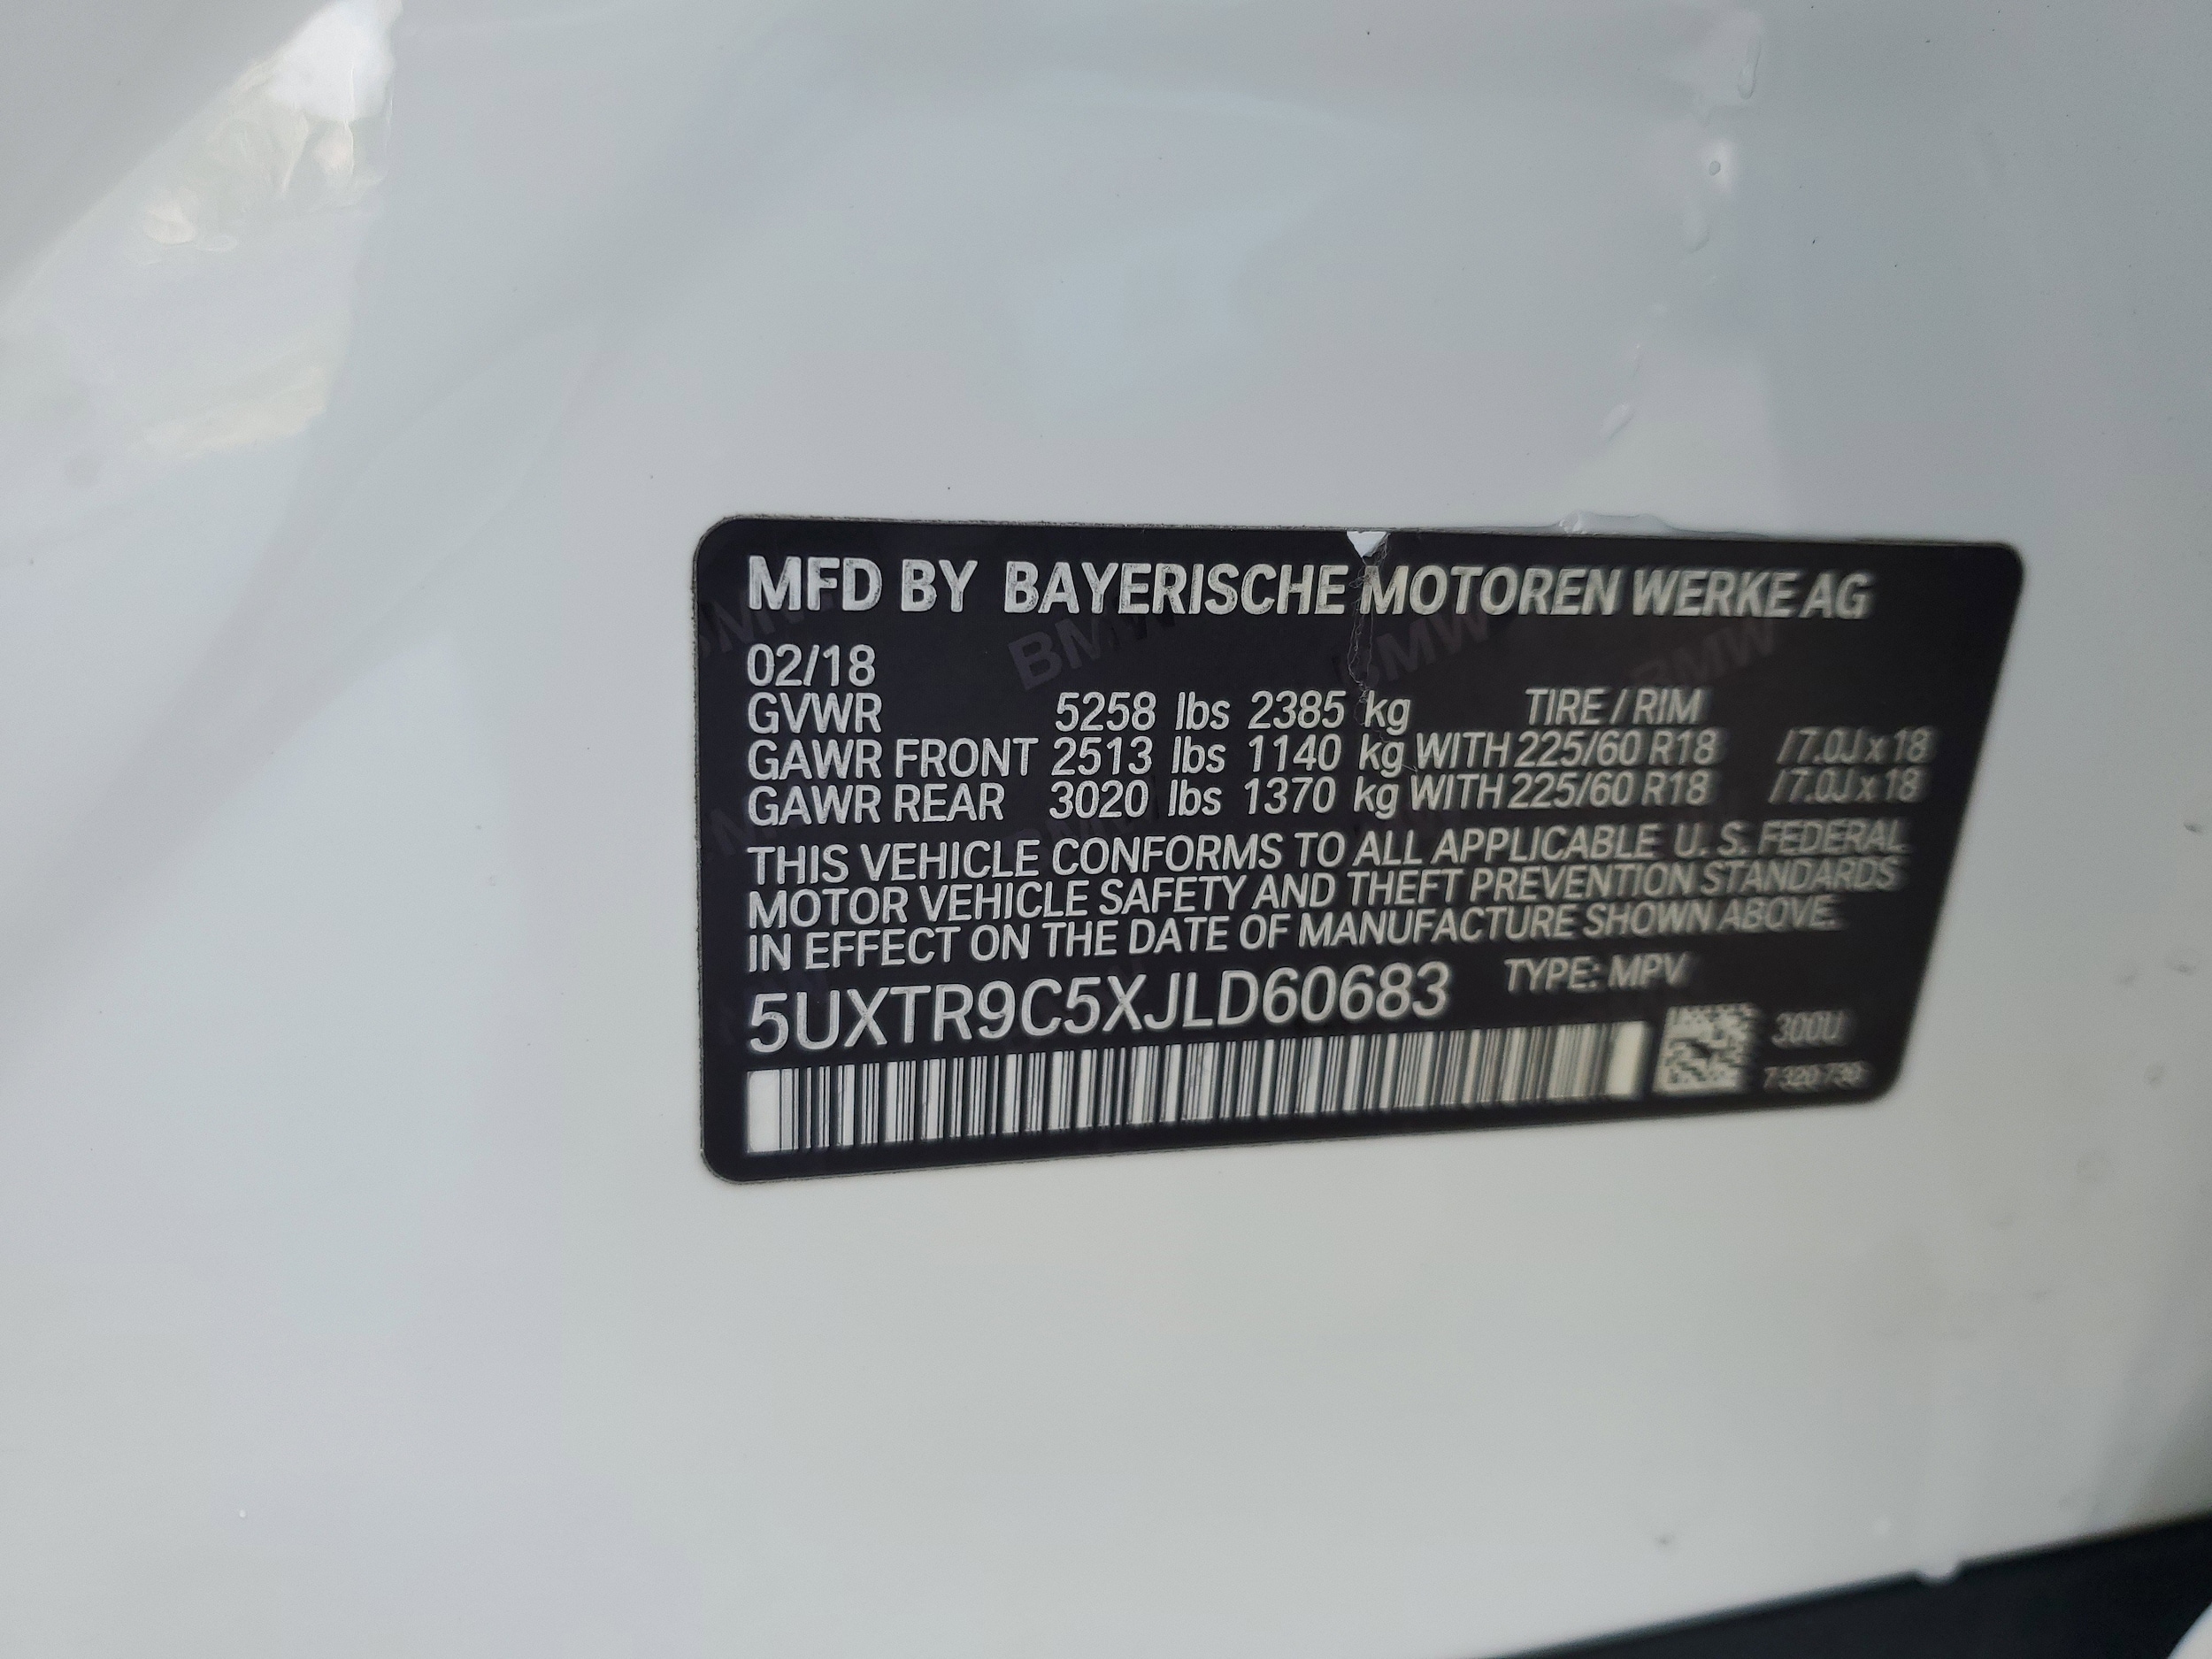 MFD BY BAYERISCHE MOTOREN WERKE AG
02/18
GVWR 5258 lbs 2385 kg TIRE / RIM
GAWR FRONT 2513 lbs 1140 kg WITH 225/60 R18 / 7.0J x 18
GAWR REAR 3020 lbs 1370 kg WITH 225/60 R18 / 7.0J x 18
THIS VEHICLE CONFORMS TO ALL APPLICABLE U. S. FEDERAL
MOTOR VEHICLE SAFETY AND THEFT PREVENTION STANDARDS
IN EFFECT ON THE DATE OF MANUFACTURE SHOWN ABOVE.
5UXTR9C5XJLD60683 TYPE: MPV
300U